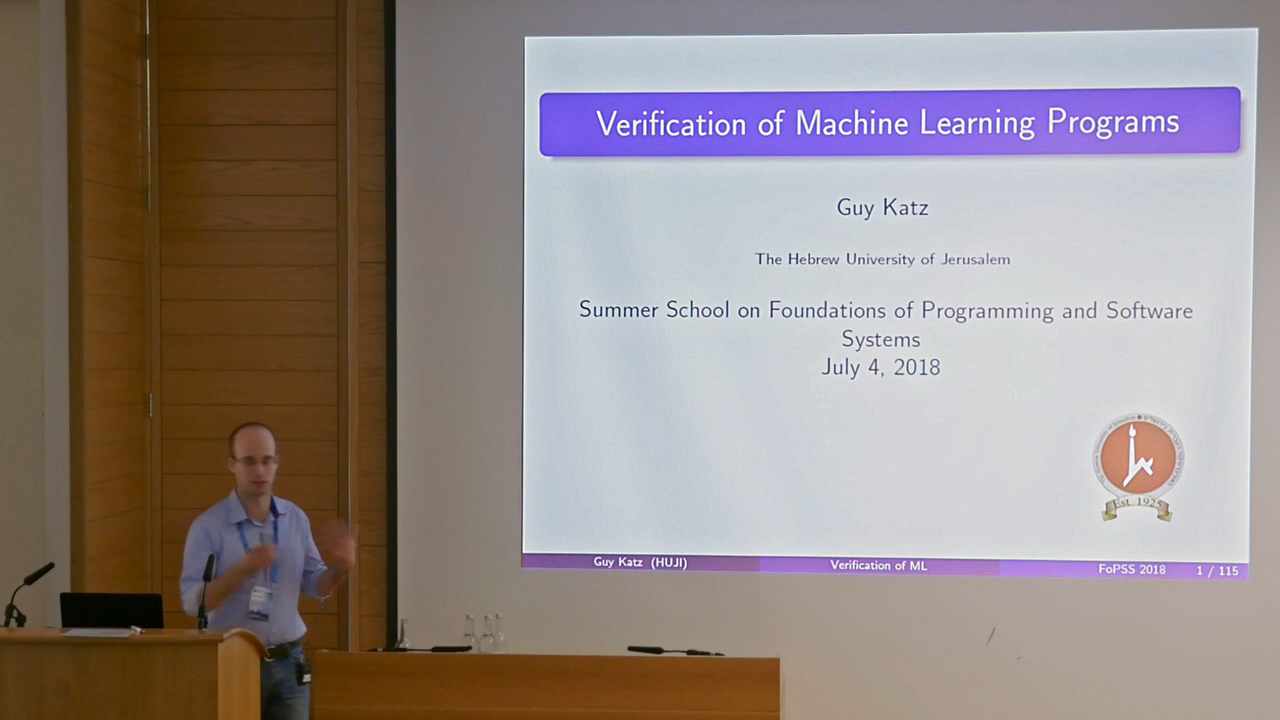 Verification of Machine Learning Programs
Guy Katz
The Hebrew University of Jerusalem
Summer School on Foundations of Programming and Software
Systems
July 4, 2018
Est. 1925
Guy Katz (HUJI) Verification of ML FoPSS 2018 1 / 115